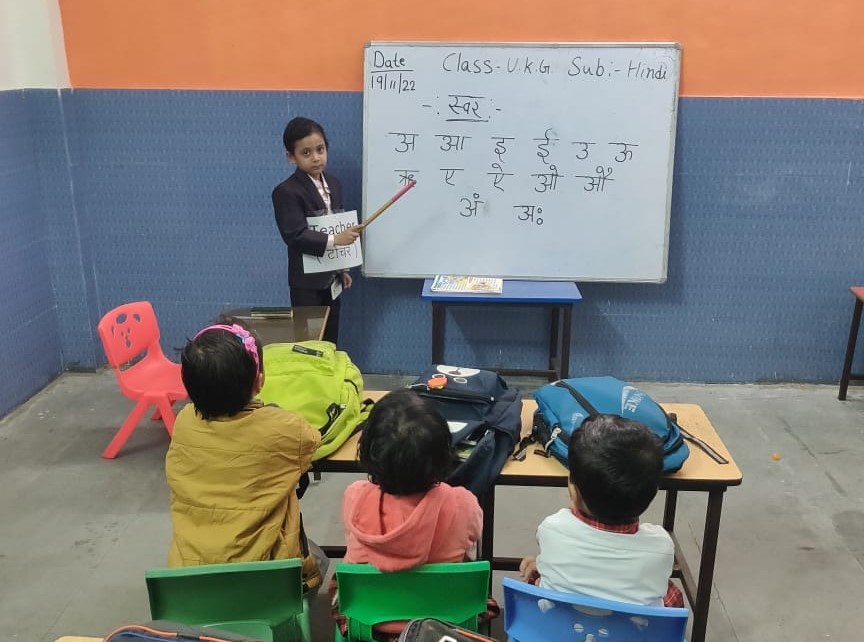 Date
19/11/22
Class-U.K.G. Sub:-Hindi
-: स्वर :-
अ आ इ ई उ ऊ
ऋ ए ऐ ओ औ
अं अः
Teacher
(टीचर)